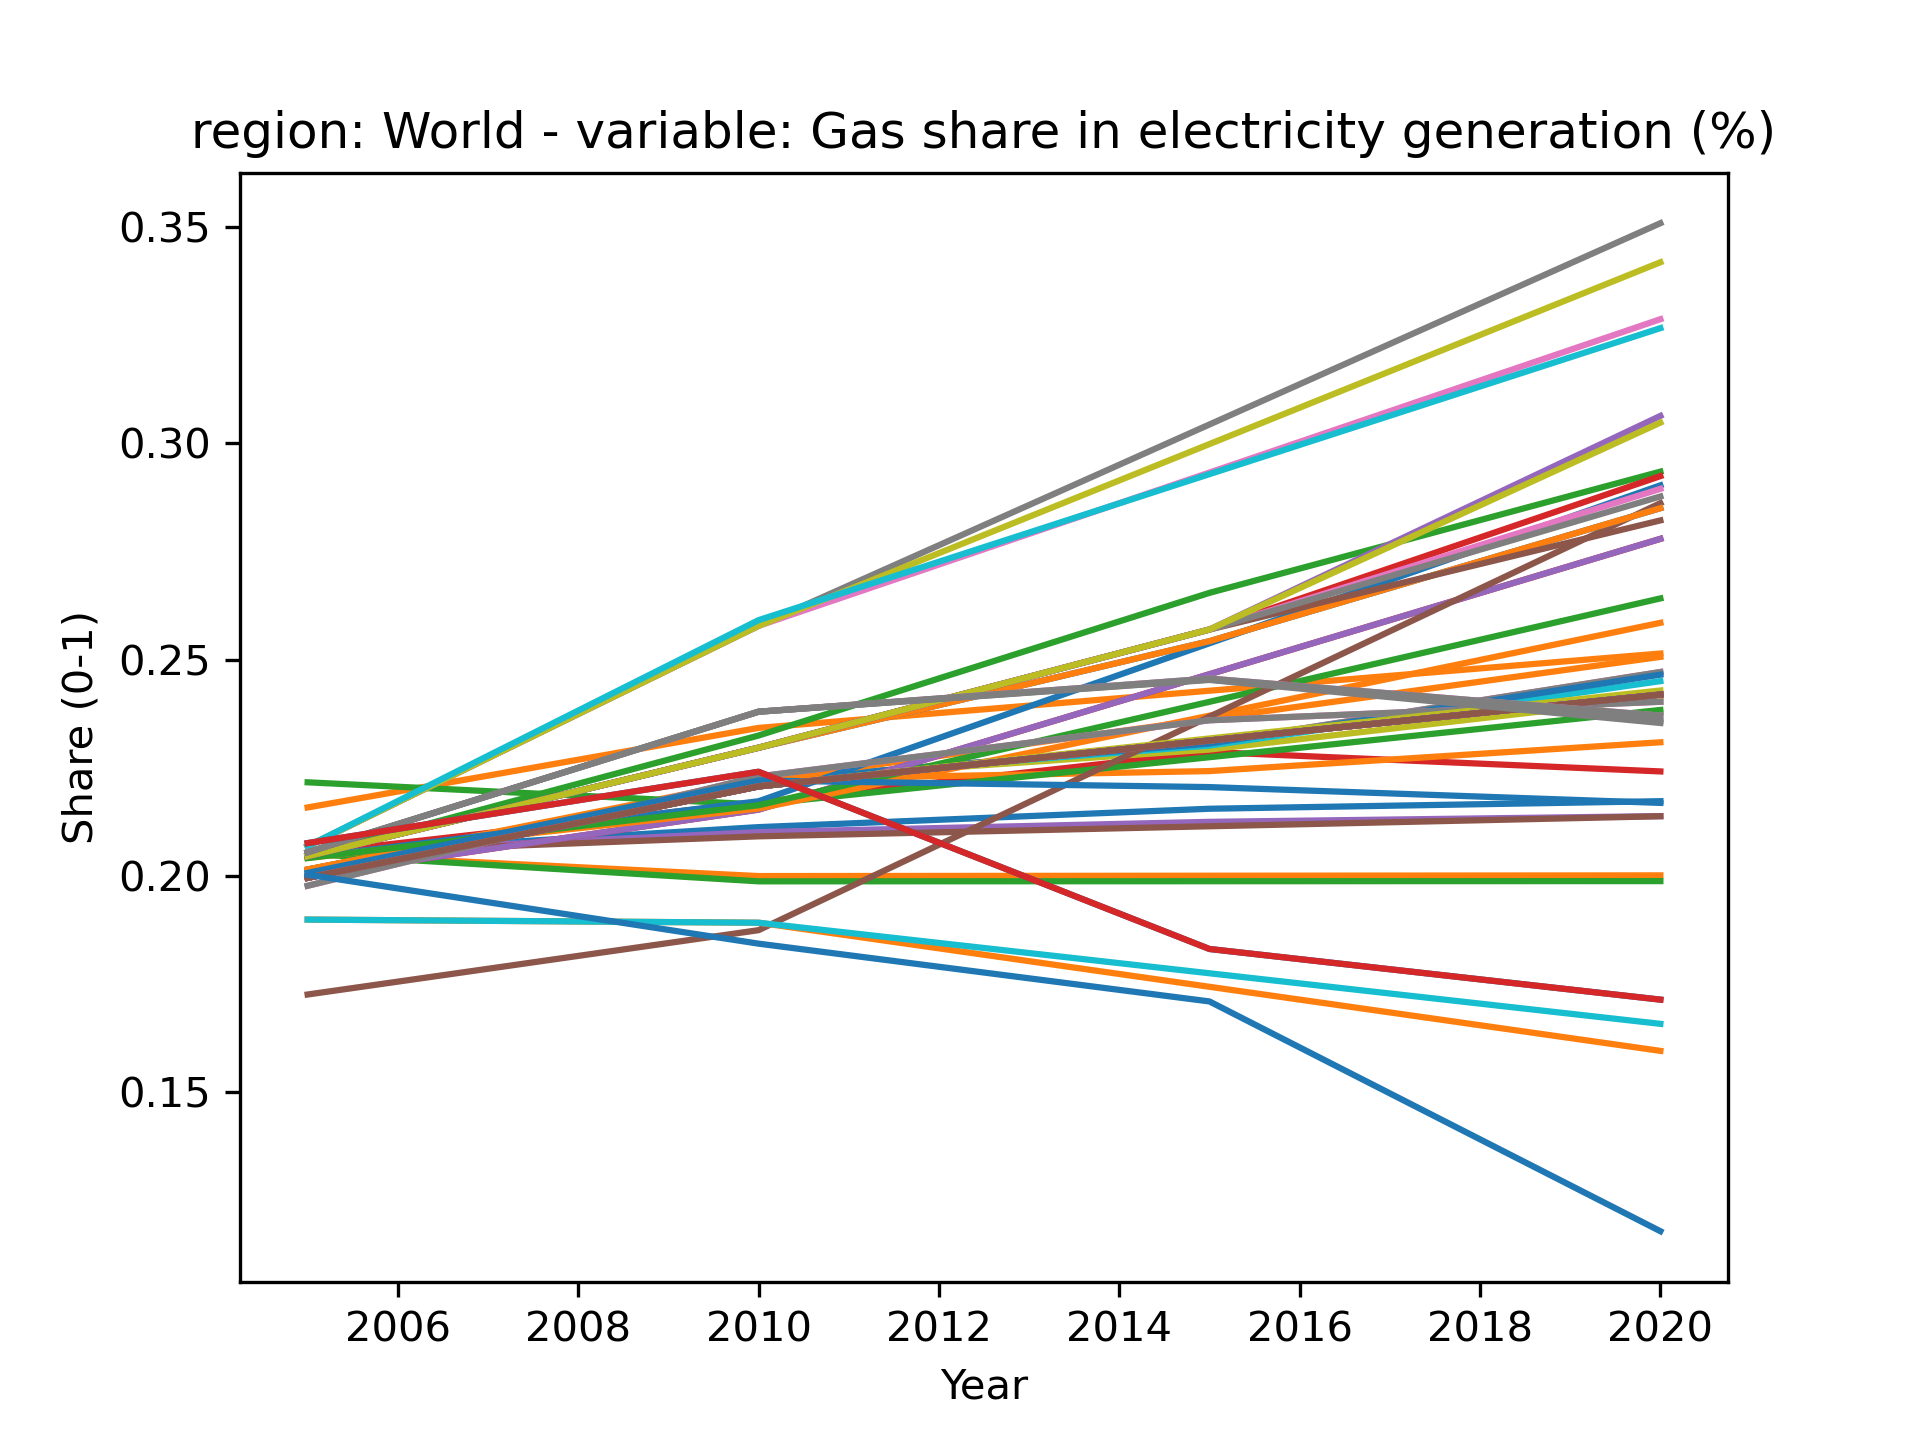 region: World - variable: Gas share in electricity generation (%)
0.35
0.30
0.25
0.20
0.15
Share (0-1)
2006 2008 2010 2012 2014 2016 2018 2020
Year